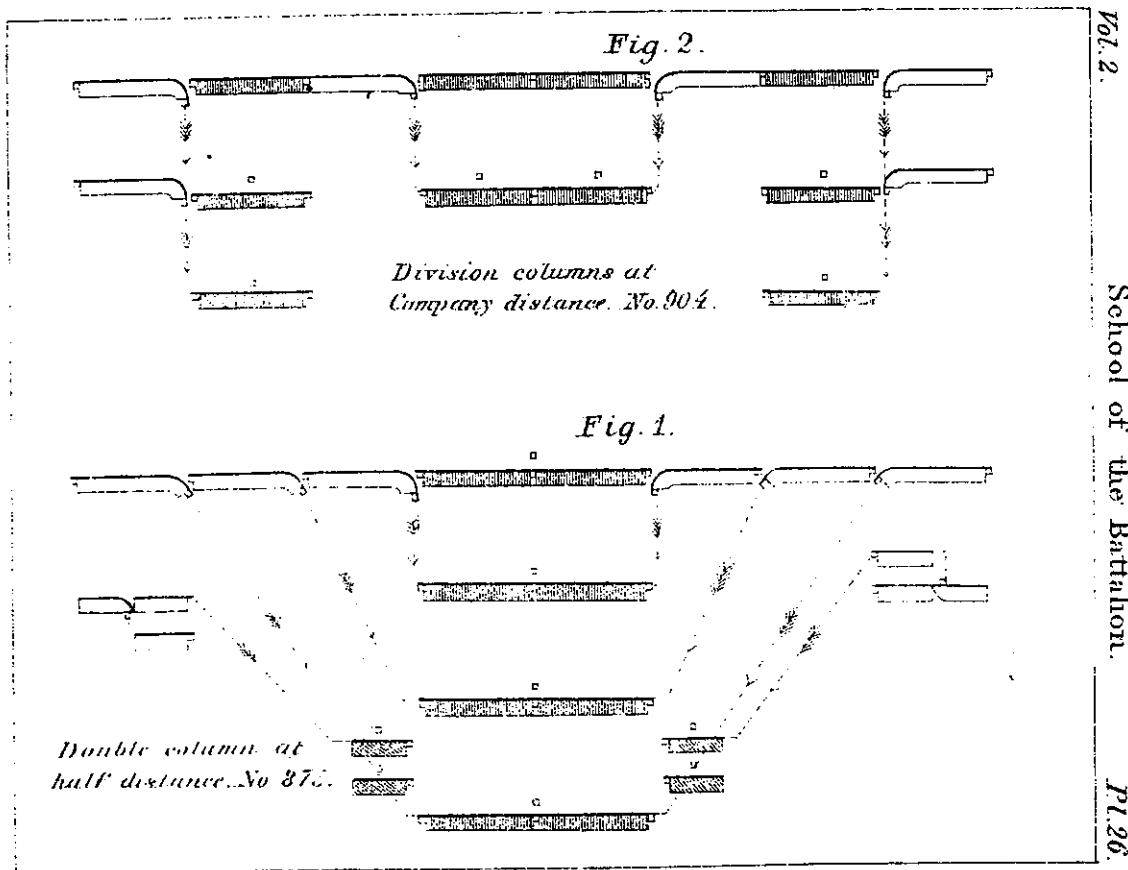 Vol. 2.
School of the Battalion.
Pl. 26.
Fig. 2.
Division columns at
Company distance. No. 904.
Fig. 1.
Double column at
half distance. No